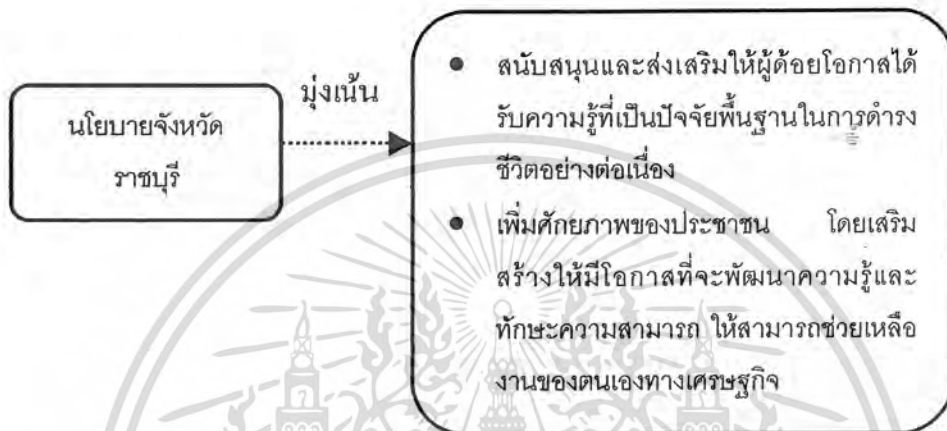 นโยบายจังหวัด
ราชบุรี
มุ่งเน้น
● สนับสนุนและส่งเสริมให้ผู้ด้อยโอกาสได้
รับความรู้ที่เป็นปัจจัยพื้นฐานในการดำรง
ชีวิตอย่างต่อเนื่อง
● เพิ่มศักยภาพของประชาชน โดยเสริม
สร้างให้มีโอกาสที่จะพัฒนาความรู้และ
ทักษะความสามารถ ให้สามารถช่วยเหลือ
งานของตนเองทางเศรษฐกิจ